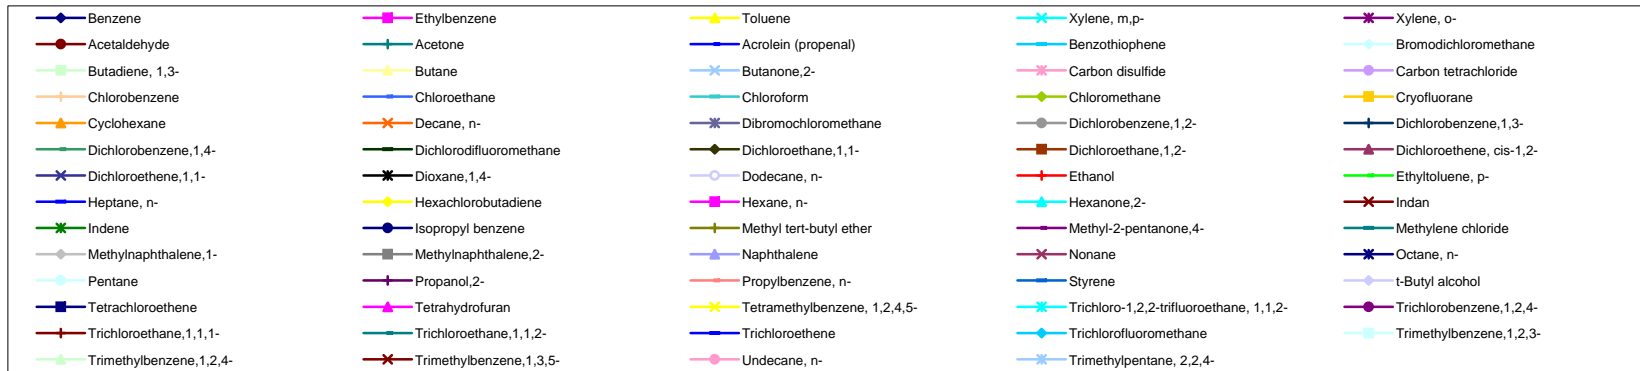 Benzene Ethylbenzene Toluene Xylene, m,p- Xylene, o-
Acetaldehyde Acetone Acrolein (propenal) Benzothiophene Bromodichloromethane
Butadiene, 1,3- Butane Butanone,2- Carbon disulfide Carbon tetrachloride
Chlorobenzene Chloroethane Chloroform Chloromethane Cryofluorane
Cyclohexane Decane, n- Dibromochloromethane Dichlorobenzene,1,2- Dichlorobenzene,1,3-
Dichlorobenzene,1,4- Dichlorodifluoromethane Dichloroethane,1,1- Dichloroethane,1,2- Dichloroethene, cis-1,2-
Dichloroethene,1,1- Dioxane,1,4- Dodecane, n- Ethanol Ethyltoluene, p-
Heptane, n- Hexachlorobutadiene Hexane, n- Hexanone,2- Indan
Indene Isopropyl benzene Methyl tert-butyl ether Methyl-2-pentanone,4- Methylene chloride
Methylnaphthalene,1- Methylnaphthalene,2- Naphthalene Nonane Octane, n-
Pentane Propanol,2- Propylbenzene, n- Styrene t-Butyl alcohol
Tetrachloroethene Tetrahydrofuran Tetramethylbenzene, 1,2,4,5- Trichloro-1,2,2-trifluoroethane, 1,1,2- Trichlorobenzene,1,2,4-
Trichloroethane,1,1,1- Trichloroethane,1,1,2- Trichloroethene Trichlorofluoromethane Trimethylbenzene,1,2,3-
Trimethylbenzene,1,2,4- Trimethylbenzene,1,3,5- Undecane, n- Trimethylpentane, 2,2,4-